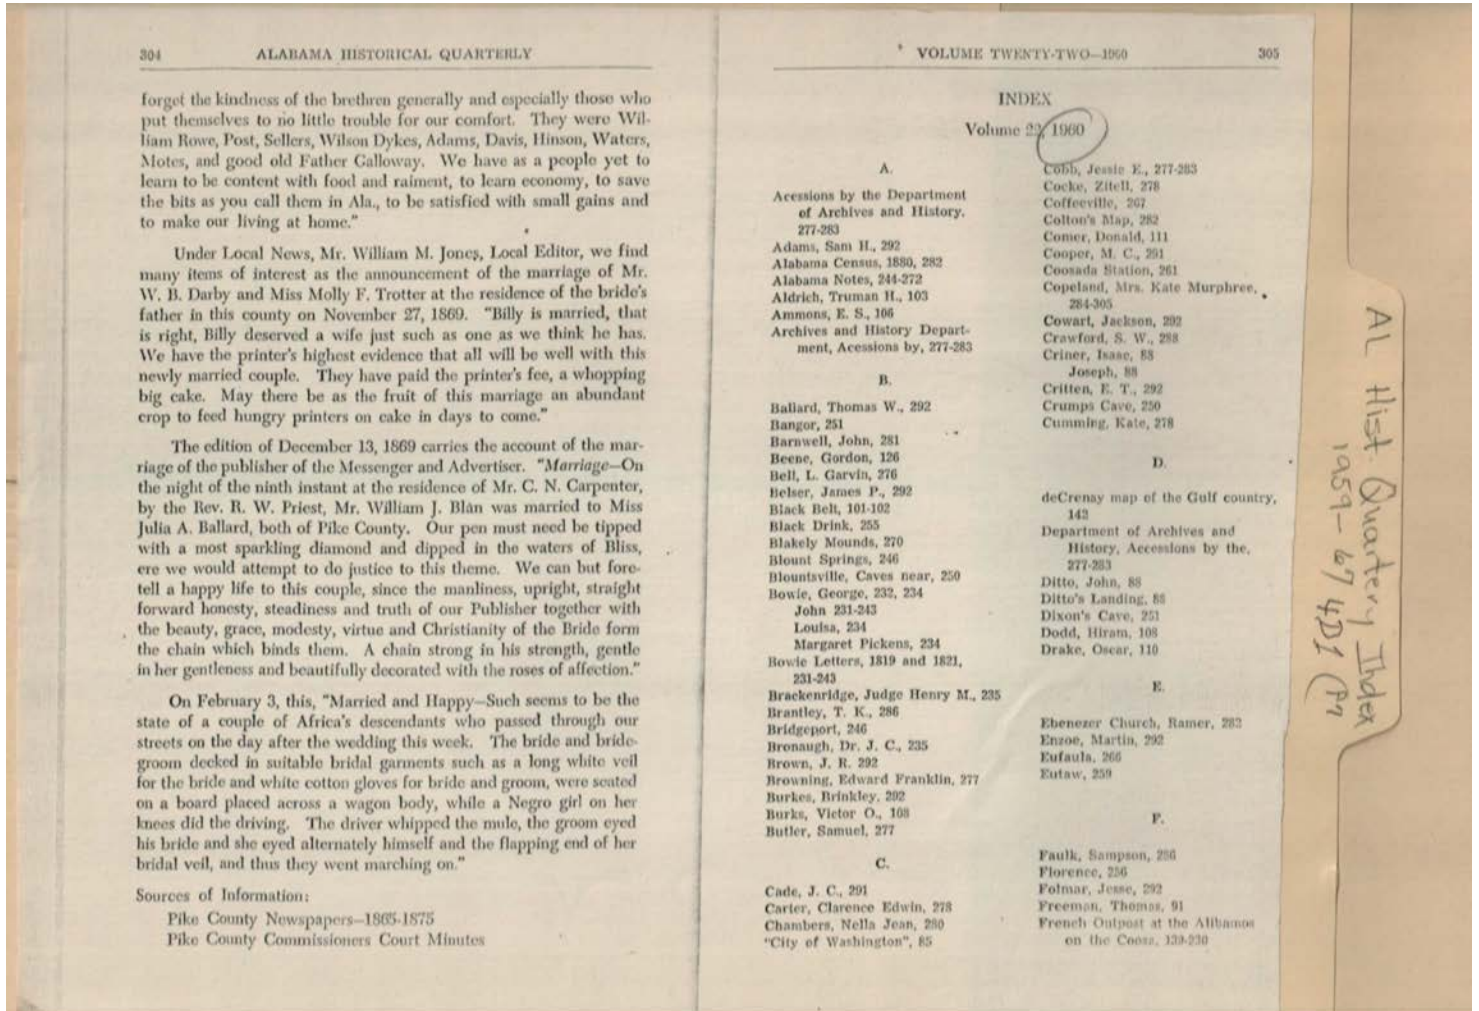 304 ALABAMA HISTORICAL QUARTERLY
forget the kindness of the brethren generally and especially those who
put themselves to no little trouble for our comfort. They were Wil-
liam Rowe, Post, Sellers, Wilson Dykes, Adams, Davis, Hinson, Waters,
Motes, and good old Father Galloway. We have as a people yet to
learn to be content with food and raiment, to learn economy, to save
the bits as you call them in Ala., to be satisfied with small gains and
to make our living at home."
Under Local News, Mr. William M. Jones, Local Editor, we find
many items of interest as the announcement of the marriage of Mr.
W. B. Darby and Miss Molly F. Trotter at the residence of the bride's
father in this county on November 27, 1869. "Billy is married, that
is right, Billy deserved a wife just such as one as we think he has.
We have the printer's highest evidence that all will be well with this
newly married couple. They have paid the printer's fee, a whopping
big cake. May there be as the fruit of this marriage an abundant
crop to feed hungry printers on cake in days to come."
The edition of December 13, 1869 carries the account of the mar-
riage of the publisher of the Messenger and Advertiser. "Marriage—On
the night of the ninth instant at the residence of Mr. C. N. Carpenter,
by the Rev. R. W. Priest, Mr. William J. Blan was married to Miss
Julia A. Ballard, both of Pike County. Our pen must need be tipped
with a most sparkling diamond and dipped in the waters of Bliss,
ere we would attempt to do justice to this theme. We can but fore-
tell a happy life to this couple, since the manliness, upright, straight
forward honesty, steadiness and truth of our Publisher together with
the beauty, grace, modesty, virtue and Christianity of the Bride form
the chain which binds them. A chain strong in his strength, gentle
in her gentleness and beautifully decorated with the roses of affection."
On February 3, this, "Married and Happy—Such seems to be the
state of a couple of Africa's descendants who passed through our
streets on the day after the wedding this week. The bride and bride-
groom decked in suitable bridal garments such as a long white veil
for the bride and white cotton gloves for bride and groom, were seated
on a board placed across a wagon body, while a Negro girl on her
knees did the driving. The driver whipped the mule, the groom eyed
his bride and she eyed alternately himself and the flapping end of her
bridal veil, and thus they went marching on."
Sources of Information:
Pike County Newspapers—1865-1875
Pike County Commissioners Court Minutes
VOLUME TWENTY-TWO—1960 305
INDEX
Volume 22, 1960
A.
Acessions by the Department
of Archives and History,
277-283
Adams, Sam H., 292
Alabama Census, 1880, 282
Alabama Notes, 244-272
Aldrich, Truman H., 103
Ammons, E. S., 106
Archives and History Depart-
ment, Acessions by, 277-283
B.
Ballard, Thomas W., 292
Bangor, 251
Barnwell, John, 281
Beene, Gordon, 126
Bell, L. Garvin, 276
Belser, James P., 292
Black Belt, 101-102
Black Drink, 255
Blakely Mounds, 270
Blount Springs, 246
Blountsville, Caves near, 250
Bowie, George, 232, 234
John 231-243
Louisa, 234
Margaret Pickens, 234
Bowie Letters, 1819 and 1821,
231-243
Brackenridge, Judge Henry M., 235
Brantley, T. K., 286
Bridgeport, 246
Bronaugh, Dr. J. C., 235
Brown, J. R. 292
Browning, Edward Franklin, 277
Burkes, Brinkley, 292
Burks, Victor O., 108
Butler, Samuel, 277
C.
Cade, J. C., 291
Carter, Clarence Edwin, 278
Chambers, Nella Jean, 280
"City of Washington", 85
Cobb, Jessie E., 277-283
Cocke, Zitell, 278
Coffeeville, 267
Colton's Map, 282
Comer, Donald, 111
Cooper, M. C., 291
Coosada Station, 261
Copeland, Mrs. Kate Murphree,
284-305
Cowart, Jackson, 292
Crawford, S. W., 288
Criner, Isaac, 88
Joseph, 88
Critten, E. T., 292
Crumps Cave, 250
Cumming, Kate, 278
D.
deCrenay map of the Gulf country,
142
Department of Archives and
History, Accessions by the,
277-283
Ditto, John, 88
Ditto's Landing, 88
Dixon's Cave, 251
Dodd, Hiram, 108
Drake, Oscar, 110
E.
Ebenezer Church, Ramer, 282
Enzoe, Martin, 292
Eufaula, 266
Eutaw, 259
F.
Faulk, Sampson, 286
Florence, 256
Folmar, Jesse, 292
Freeman, Thomas, 91
French Outpost at the Alibamos
on the Coosa, 139-230
AL Hist. Quarterly Index
1959-67 4D1 (Pn